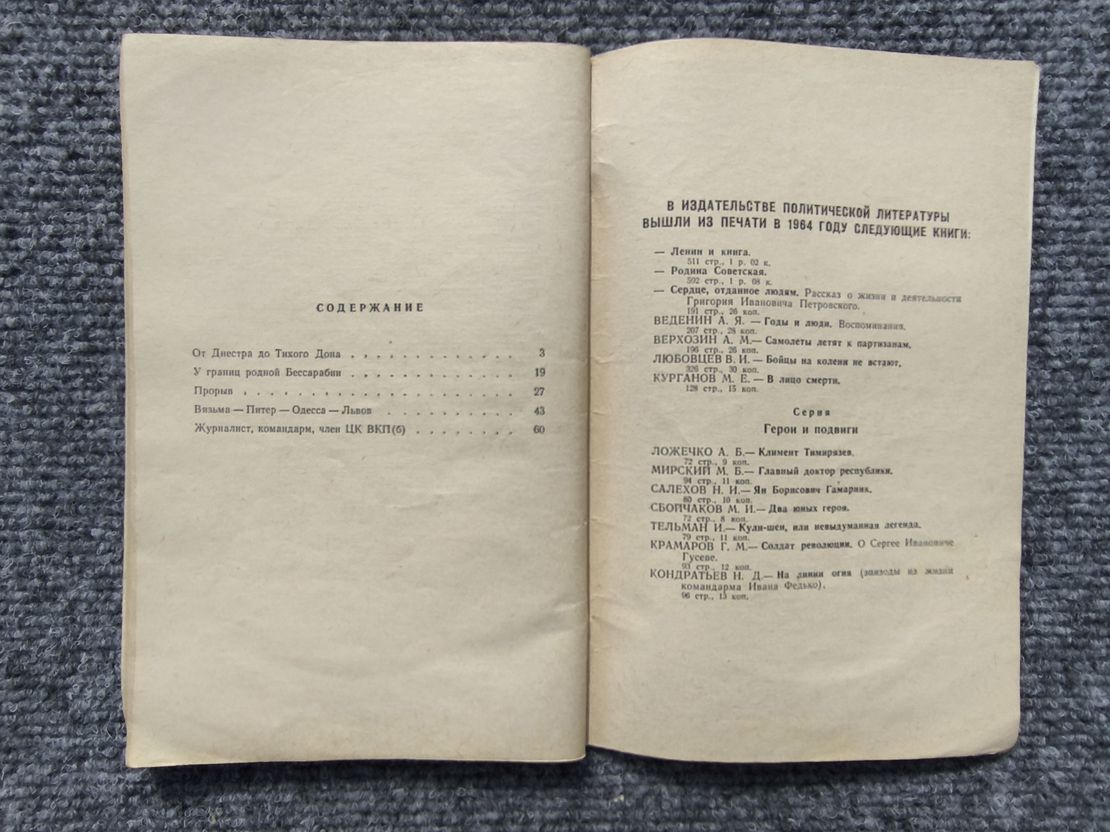 СОДЕРЖАНИЕ
От Днестра до Тихого Дона . . . . . . . . . . . . 3
У границ родной Бессарабии . . . . . . . . . . . . 19
Прорыв . . . . . . . . . . . . . . . . . . . . 27
Вязьма — Питер — Одесса — Львов . . . . . . . . . . 43
Журналист, командарм, член ЦК ВКП(б) . . . . . . . . 60
В ИЗДАТЕЛЬСТВЕ ПОЛИТИЧЕСКОЙ ЛИТЕРАТУРЫ
ВЫШЛИ ИЗ ПЕЧАТИ В 1964 ГОДУ СЛЕДУЮЩИЕ КНИГИ:
— Ленин и книга.
511 стр., 1 р. 02 к.
— Родина Советская.
592 стр., 1 р. 08 к.
— Сердце, отданное людям. Рассказ о жизни и деятельности
Григория Ивановича Петровского.
191 стр., 26 коп.
ВЕДЕНИН А. Я. — Годы и люди. Воспоминания.
207 стр., 28 коп.
ВЕРХОЗИН А. М.— Самолеты летят к партизанам.
196 стр., 26 коп.
ЛЮБОВЦЕВ В. И.— Бойцы на колени не встают.
326 стр., 30 коп.
КУРГАНОВ М. Е. — В лицо смерти.
128 стр., 15 коп.
Серия
Герои и подвиги
ЛОЖЕЧКО А. Б.— Климент Тимирязев.
72 стр., 9 коп.
МИРСКИЙ М. Б.— Главный доктор республики.
94 стр., 11 коп.
САЛЕХОВ Н. И.— Ян Борисович Гамарник.
80 стр., 10 коп.
СБОЙЧАКОВ М. И.— Два юных героя.
72 стр., 8 коп.
ТЕЛЬМАН И.— Кули-шеи, или невыдуманная легенда.
79 стр., 11 коп.
КРАМАРОВ Г. М.— Солдат революции. О Сергее Ивановиче
Гусеве.
93 стр., 12 коп.
КОНДРАТЬЕВ Н. Д.— На линии огня (эпизоды из жизни
командарма Ивана Федько).
96 стр., 13 коп.